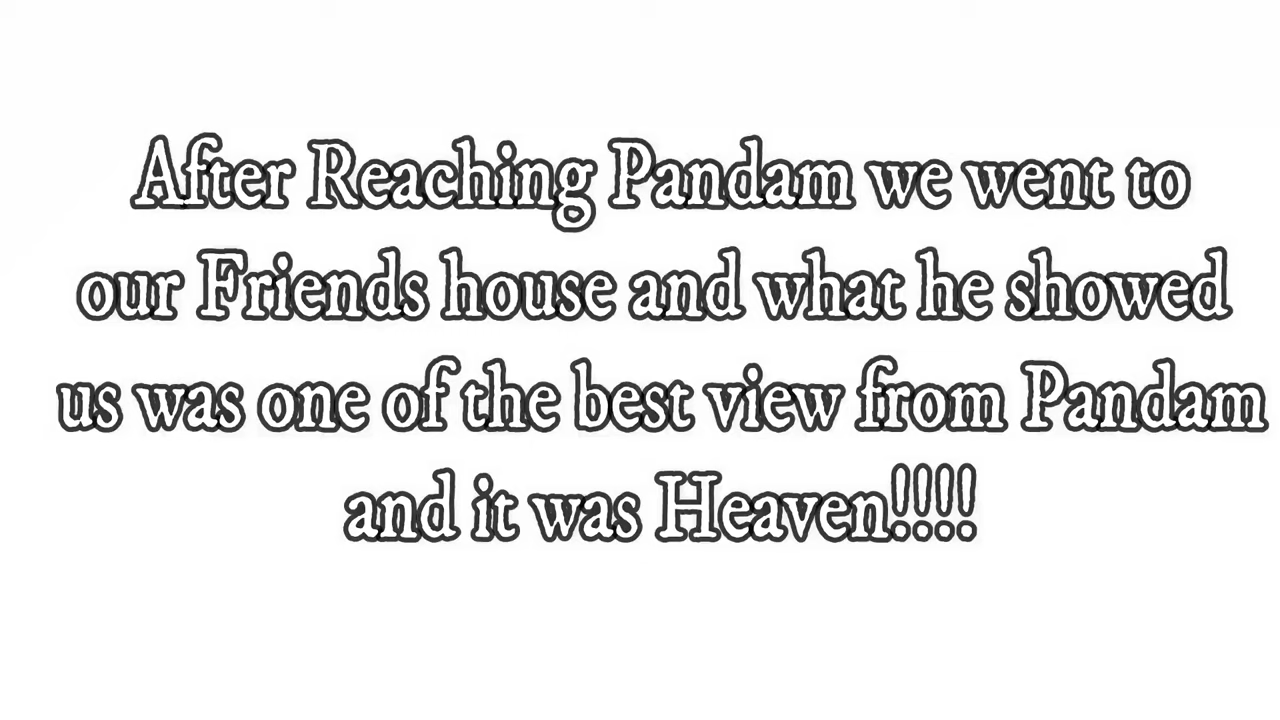 After Reaching Pandam we went to
our Friends house and what he showed
us was one of the best view from Pandam
and it was Heaven!!!!